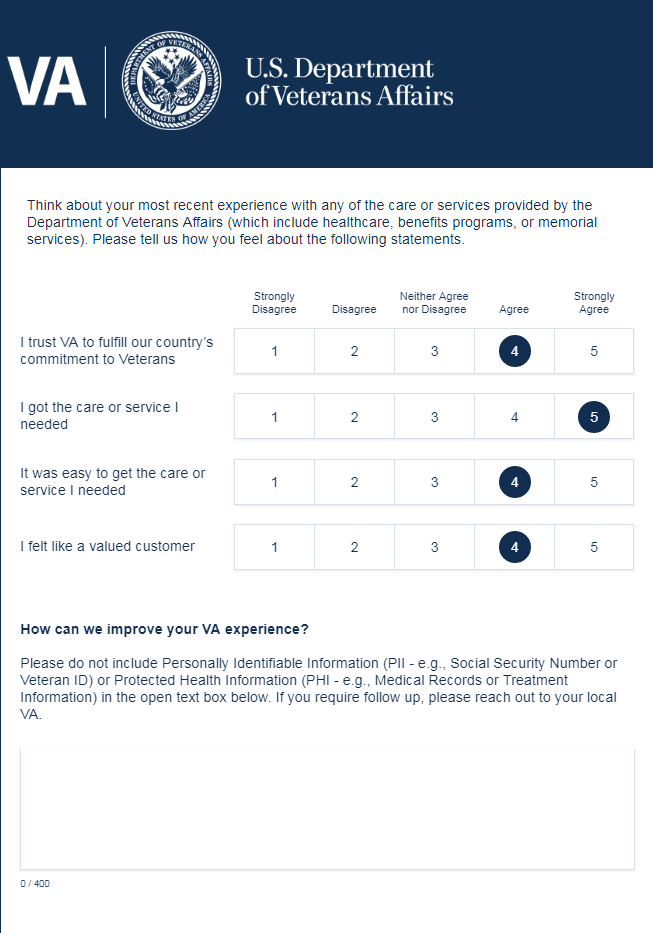 VA
DEPARTMENT OF VETERANS AFFAIRS
UNITED STATES OF AMERICA
U.S. Department
of Veterans Affairs
Think about your most recent experience with any of the care or services provided by the
Department of Veterans Affairs (which include healthcare, benefits programs, or memorial
services). Please tell us how you feel about the following statements.
Strongly Disagree Disagree Neither Agree nor Disagree Agree Strongly Agree
I trust VA to fulfill our country's
commitment to Veterans
1 2 3 4 5
I got the care or service I
needed
1 2 3 4 5
It was easy to get the care or
service I needed
1 2 3 4 5
I felt like a valued customer
1 2 3 4 5
How can we improve your VA experience?
Please do not include Personally Identifiable Information (PII - e.g., Social Security Number or
Veteran ID) or Protected Health Information (PHI - e.g., Medical Records or Treatment
Information) in the open text box below. If you require follow up, please reach out to your local
VA.
0 / 400